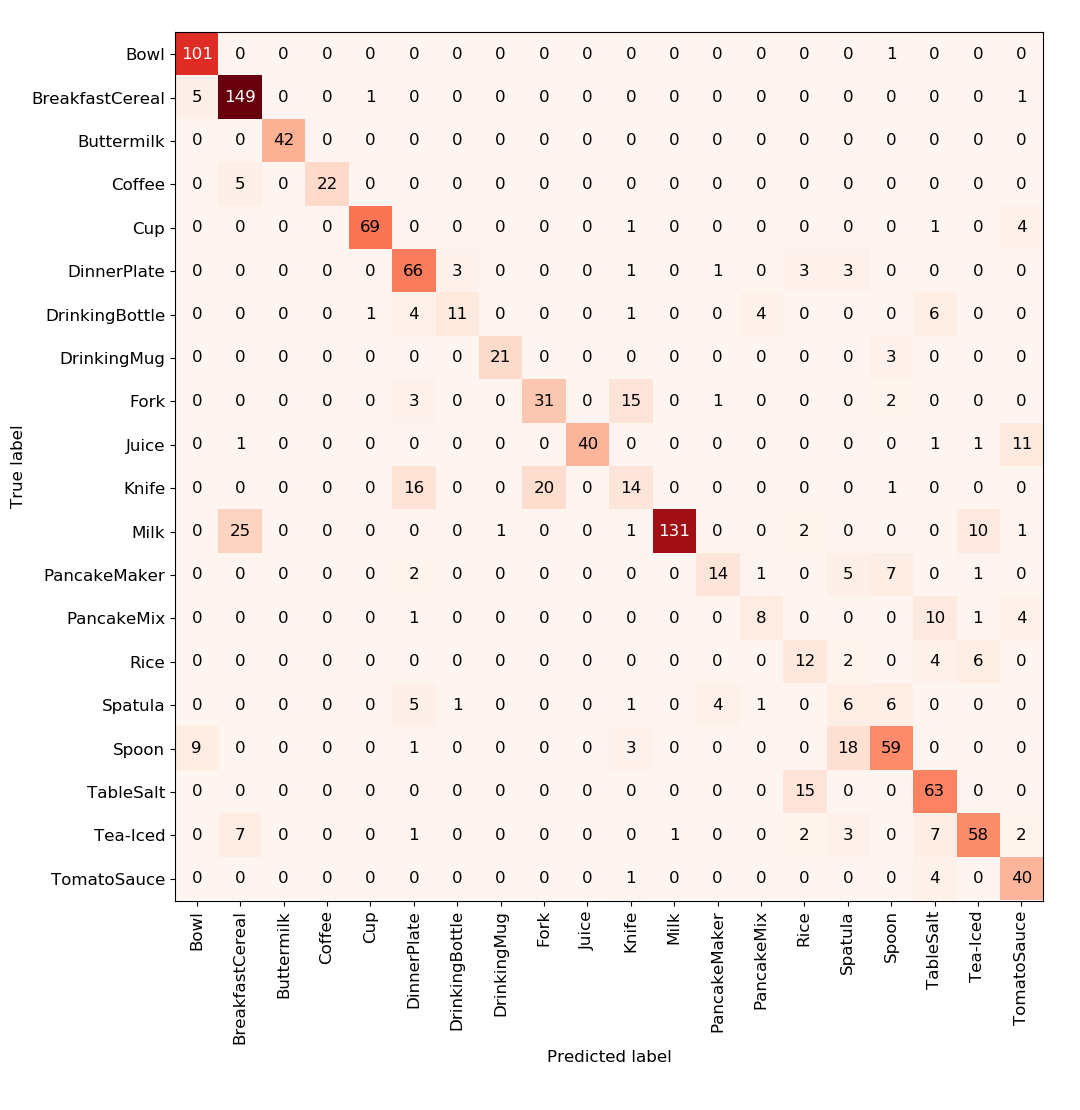 Bowl 101 0 0 0 0 0 0 0 0 0 0 0 0 0 0 0 1 0 0 0
BreakfastCereal 5 149 0 0 1 0 0 0 0 0 0 0 0 0 0 0 0 0 0 1
Buttermilk 0 0 42 0 0 0 0 0 0 0 0 0 0 0 0 0 0 0 0 0
Coffee 0 5 0 22 0 0 0 0 0 0 0 0 0 0 0 0 0 0 0 0
Cup 0 0 0 0 69 0 0 0 0 0 1 0 0 0 0 0 0 1 0 4
DinnerPlate 0 0 0 0 0 66 3 0 0 0 1 0 1 0 3 3 0 0 0 0
DrinkingBottle 0 0 0 0 1 4 11 0 0 0 1 0 0 4 0 0 0 6 0 0
DrinkingMug 0 0 0 0 0 0 0 21 0 0 0 0 0 0 0 0 3 0 0 0
Fork 0 0 0 0 0 3 0 0 31 0 15 0 1 0 0 0 2 0 0 0
Juice 0 1 0 0 0 0 0 0 0 40 0 0 0 0 0 0 0 1 1 11
Knife 0 0 0 0 0 16 0 0 20 0 14 0 0 0 0 0 1 0 0 0
Milk 0 25 0 0 0 0 0 1 0 0 1 131 0 0 2 0 0 0 10 1
PancakeMaker 0 0 0 0 0 2 0 0 0 0 0 0 14 1 0 5 7 0 1 0
PancakeMix 0 0 0 0 0 1 0 0 0 0 0 0 0 8 0 0 0 10 1 4
Rice 0 0 0 0 0 0 0 0 0 0 0 0 0 0 12 2 0 4 6 0
Spatula 0 0 0 0 0 5 1 0 0 0 1 0 4 1 0 6 6 0 0 0
Spoon 9 0 0 0 0 1 0 0 0 0 3 0 0 0 0 18 59 0 0 0
TableSalt 0 0 0 0 0 0 0 0 0 0 0 0 0 0 15 0 0 63 0 0
Tea-Iced 0 7 0 0 0 1 0 0 0 0 0 1 0 0 2 3 0 7 58 2
TomatoSauce 0 0 0 0 0 0 0 0 0 0 1 0 0 0 0 0 0 4 0 40
True label
Bowl
BreakfastCereal
Buttermilk
Coffee
Cup
DinnerPlate
DrinkingBottle
DrinkingMug
Fork
Juice
Knife
Milk
PancakeMaker
PancakeMix
Rice
Spatula
Spoon
TableSalt
Tea-Iced
TomatoSauce
Predicted label